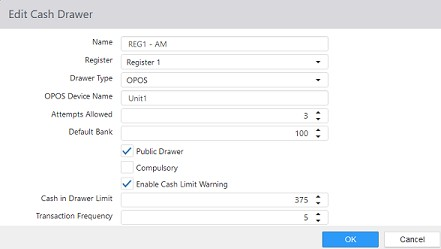 Edit Cash Drawer
Name REG1 - AM
Register Register 1
Drawer Type OPOS
OPOS Device Name Unit1
Attempts Allowed 3
Default Bank 100
Public Drawer
Compulsory
Enable Cash Limit Warning
Cash in Drawer Limit 375
Transaction Frequency 5
OK Cancel